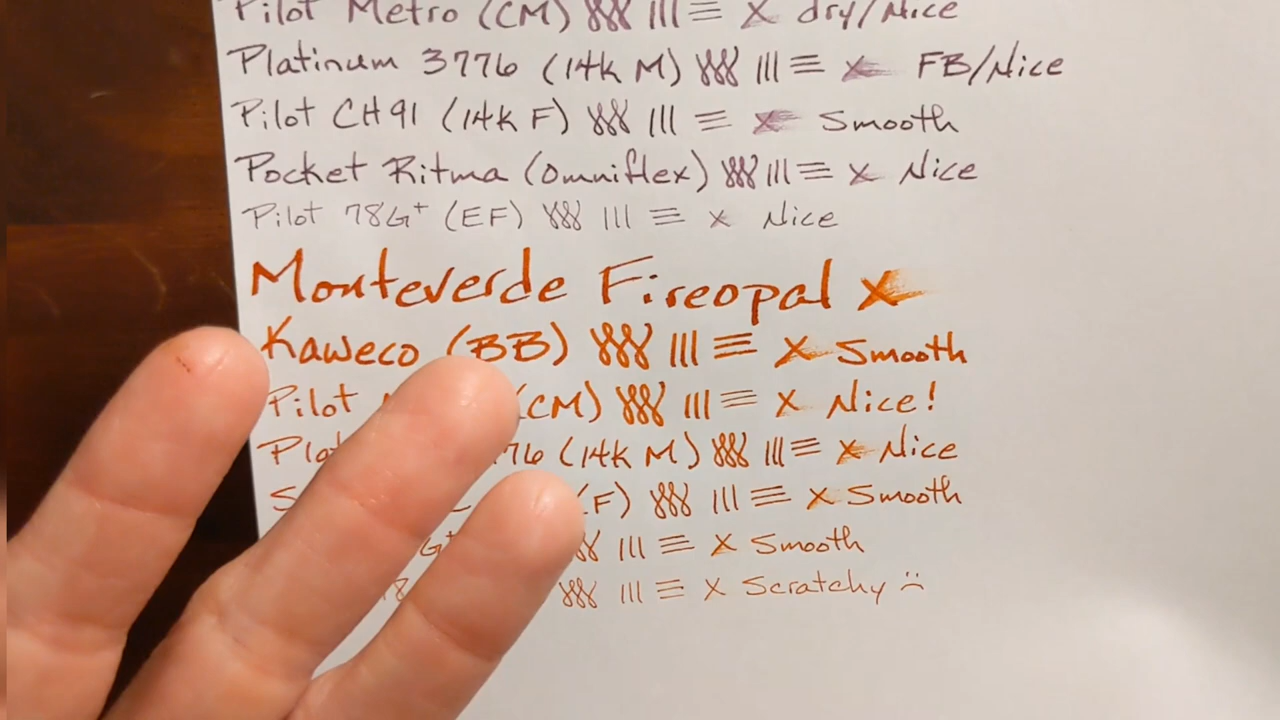 Pilot Metro (CM) X dry/Nice
Platinum 3776 (14k M) X FB/Nice
Pilot CH91 (14k F) X Smooth
Pocket Ritma (Omniflex) X Nice
Pilot 78G+ (EF) X Nice
Monteverde Fireopal X
Kaweco (BB) X Smooth
Pilot (CM) X Nice!
76 (14k M) X Nice
(F) X Smooth
X Smooth
X Scratchy